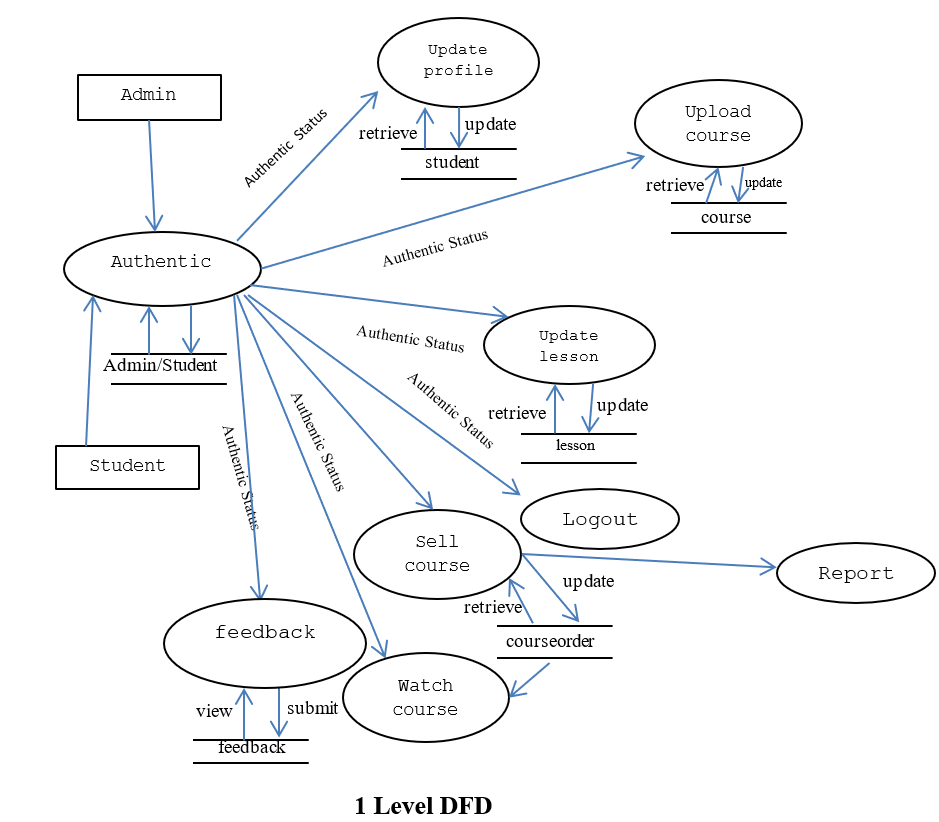 Update
profile
Admin
Upload
course
Authentic Status
retrieve
update
student
retrieve
update
course
Authentic
Authentic Status
Authentic Status
Update
lesson
Admin/Student
Authentic Status
retrieve
update
lesson
Authentic Status
Authentic Status
Student
Logout
Sell
course
Report
update
retrieve
courseorder
feedback
Watch
course
view
submit
feedback
1 Level DFD